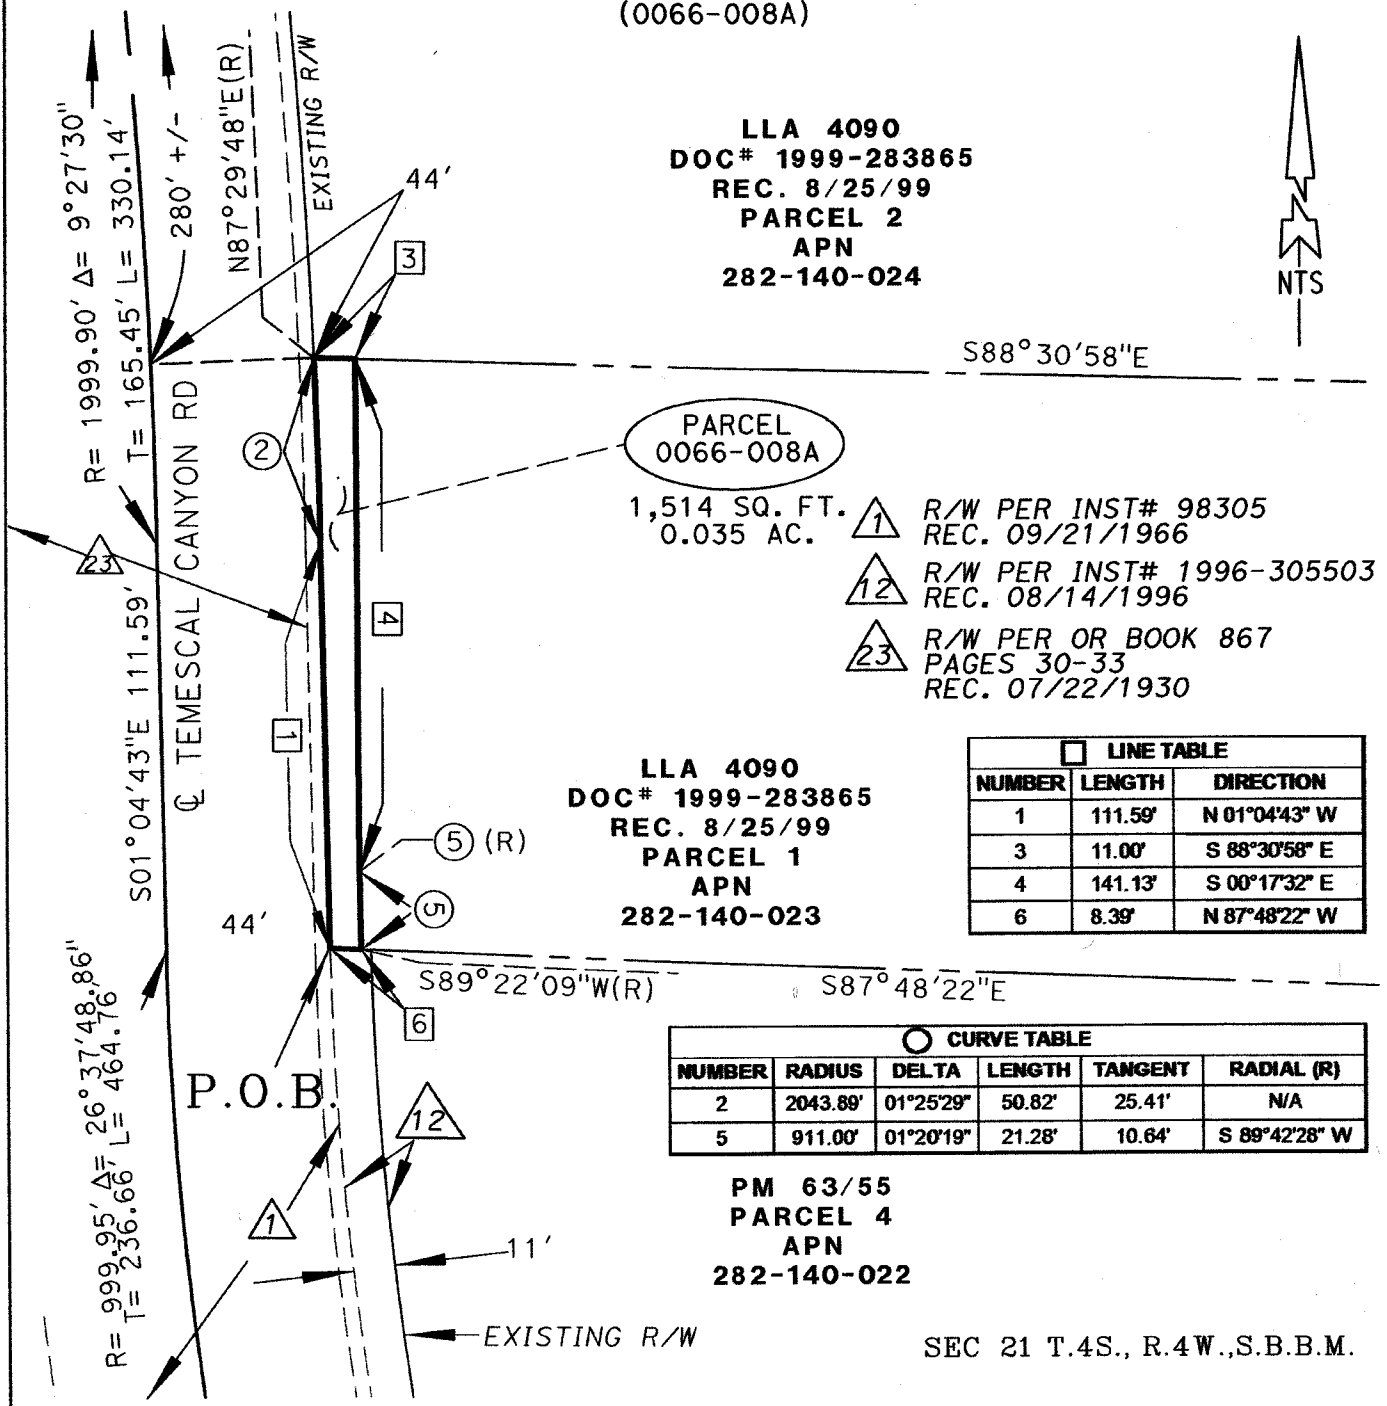 (0066-008A)
R= 1999.90' Δ= 9°27'30"
T= 165.45' L= 330.14'
280' +/-
N87°29'48"E(R)
EXISTING R/W
44'
3
LLA 4090
DOC# 1999-283865
REC. 8/25/99
PARCEL 2
APN
282-140-024
NTS
S88°30'58"E
2
PARCEL
0066-008A
1,514 SQ. FT.
0.035 AC.
1 R/W PER INST# 98305
REC. 09/21/1966
12 R/W PER INST# 1996-305503
REC. 08/14/1996
23 R/W PER OR BOOK 867
PAGES 30-33
REC. 07/22/1930
23
S01°04'43"E 111.59'
℄ TEMESCAL CANYON RD
4
1
LLA 4090
DOC# 1999-283865
REC. 8/25/99
PARCEL 1
APN
282-140-023
LINE TABLE
NUMBER LENGTH DIRECTION
1 111.59' N 01°04'43" W
3 11.00' S 88°30'58" E
4 141.13' S 00°17'32" E
6 8.39' N 87°48'22" W
5 (R)
5
44'
S89°22'09"W(R)
S87°48'22"E
6
P.O.B.
R= 999.95' Δ= 26°37'48.86"
T= 236.66' L= 464.76'
CURVE TABLE
NUMBER RADIUS DELTA LENGTH TANGENT RADIAL (R)
2 2043.89' 01°25'29" 50.82' 25.41' N/A
5 911.00' 01°20'19" 21.28' 10.64' S 89°42'28" W
12
1
PM 63/55
PARCEL 4
APN
282-140-022
11'
EXISTING R/W
SEC 21 T.4S., R.4W.,S.B.B.M.